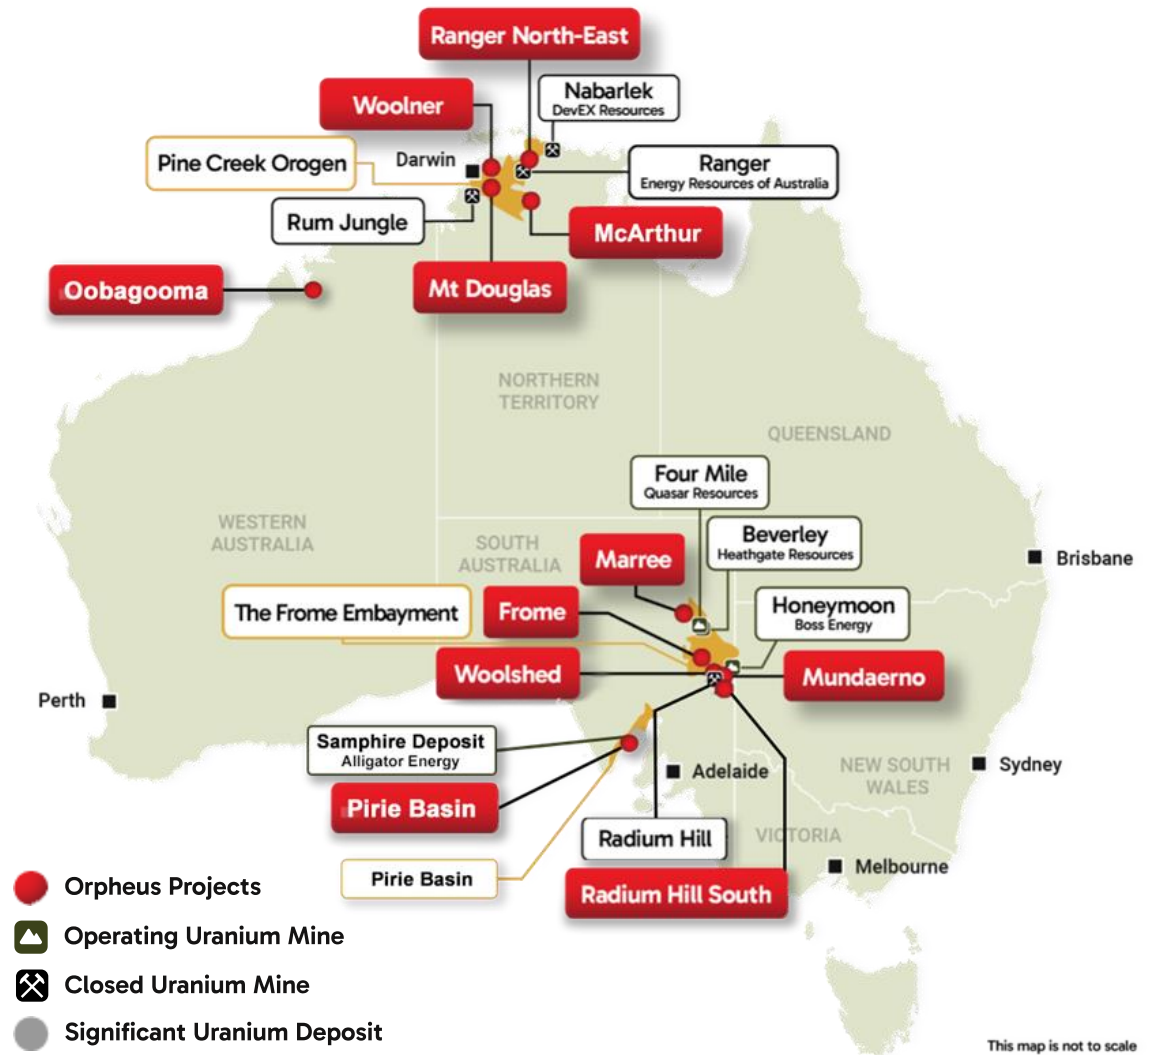 Ranger North-East
Nabarlek
DevEX Resources
Woolner
Pine Creek Orogen
Darwin
Ranger
Energy Resources of Australia
Rum Jungle
McArthur
Oobagooma
Mt Douglas
NORTHERN
TERRITORY
QUEENSLAND
Four Mile
Quasar Resources
WESTERN
AUSTRALIA
SOUTH
AUSTRALIA
Marree
Beverley
Heathgate Resources
Brisbane
The Frome Embayment
Frome
Honeymoon
Boss Energy
Woolshed
Mundaerno
Perth
Samphire Deposit
Alligator Energy
Adelaide
NEW SOUTH
WALES
Sydney
Pirie Basin
Radium Hill
VICTORIA
Melbourne
Pirie Basin
Radium Hill South
Orpheus Projects
Operating Uranium Mine
Closed Uranium Mine
Significant Uranium Deposit
This map is not to scale